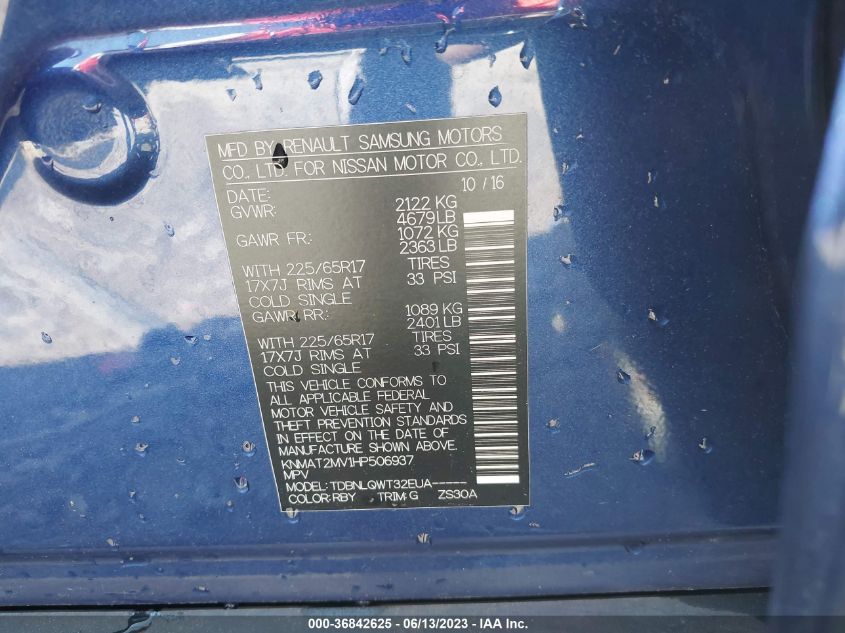 MFD BY RENAULT SAMSUNG MOTORS
CO., LTD. FOR NISSAN MOTOR CO., LTD.
DATE: 10 / 16
GVWR: 2122 KG
4679 LB
GAWR FR: 1072 KG
2363 LB
WITH 225/65R17 TIRES
17X7J RIMS AT 33 PSI
COLD SINGLE
GAWR RR: 1089 KG
2401 LB
WITH 225/65R17 TIRES
17X7J RIMS AT 33 PSI
COLD SINGLE
THIS VEHICLE CONFORMS TO
ALL APPLICABLE FEDERAL
MOTOR VEHICLE SAFETY AND
THEFT PREVENTION STANDARDS
IN EFFECT ON THE DATE OF
MANUFACTURE SHOWN ABOVE.
KNMAT2MV1HP506937
MPV
MODEL: TDBNLQWT32EUA-----
COLOR: RBY TRIM: G ZS30A
000-36842625 - 06/13/2023 - © IAA, Inc.